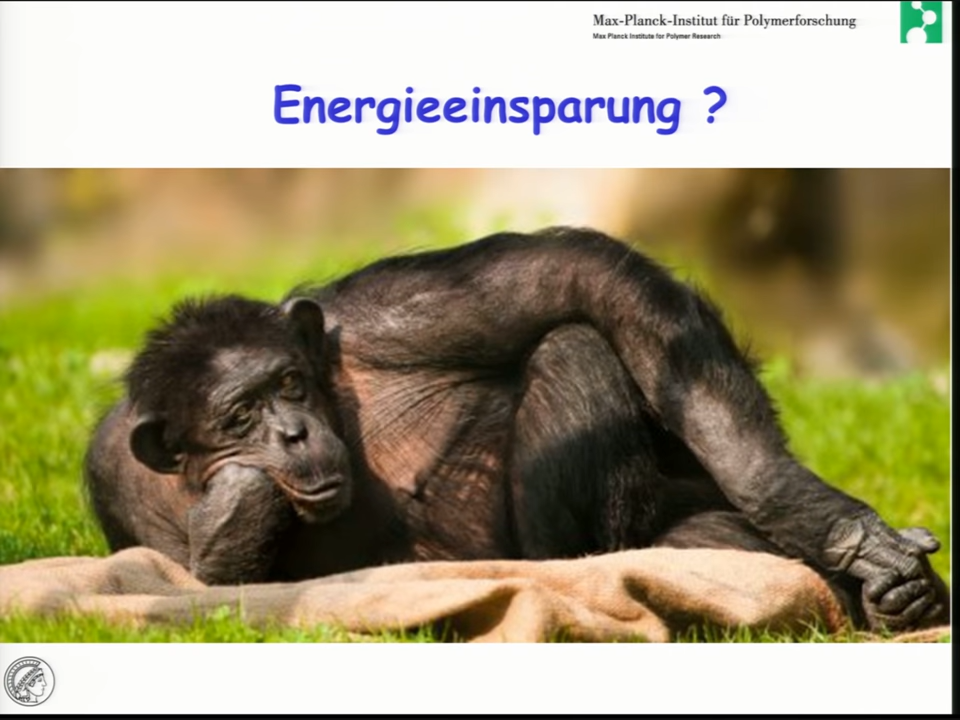 Max-Planck-Institut für Polymerforschung
Max Planck Institute for Polymer Research
Energieeinsparung ?